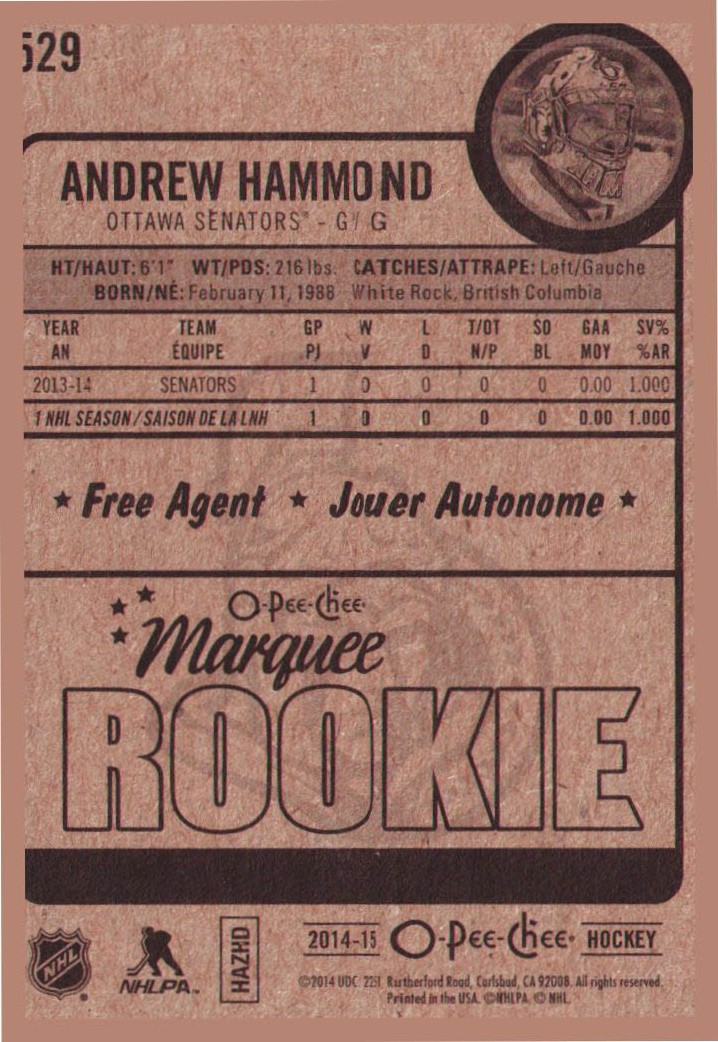 529
ANDREW HAMMOND
OTTAWA SENATORS® - G / G
HT/HAUT: 6'1" WT/PDS: 216 lbs. CATCHES/ATTRAPE: Left/Gauche
BORN/NÉ: February 11, 1988 White Rock, British Columbia
YEAR TEAM GP W L T/OT SO GAA SV%
AN ÉQUIPE PJ V D N/P BL MOY %AR
2013-14 SENATORS 1 0 0 0 0 0.00 1.000
1 NHL SEASON / SAISON DE LA LNH 1 0 0 0 0 0.00 1.000
★ Free Agent ★ Jouer Autonome ★
O-Pee-Chee
Marquee
ROOKIE
NHL
NHLPA™
HAZHD
2014-15 O-Pee-Chee® HOCKEY
©2014 UDC. 2251 Rurtherford Road, Carlsbad, CA 92008. All rights reserved.
Printed in the USA. ©NHLPA. © NHL.